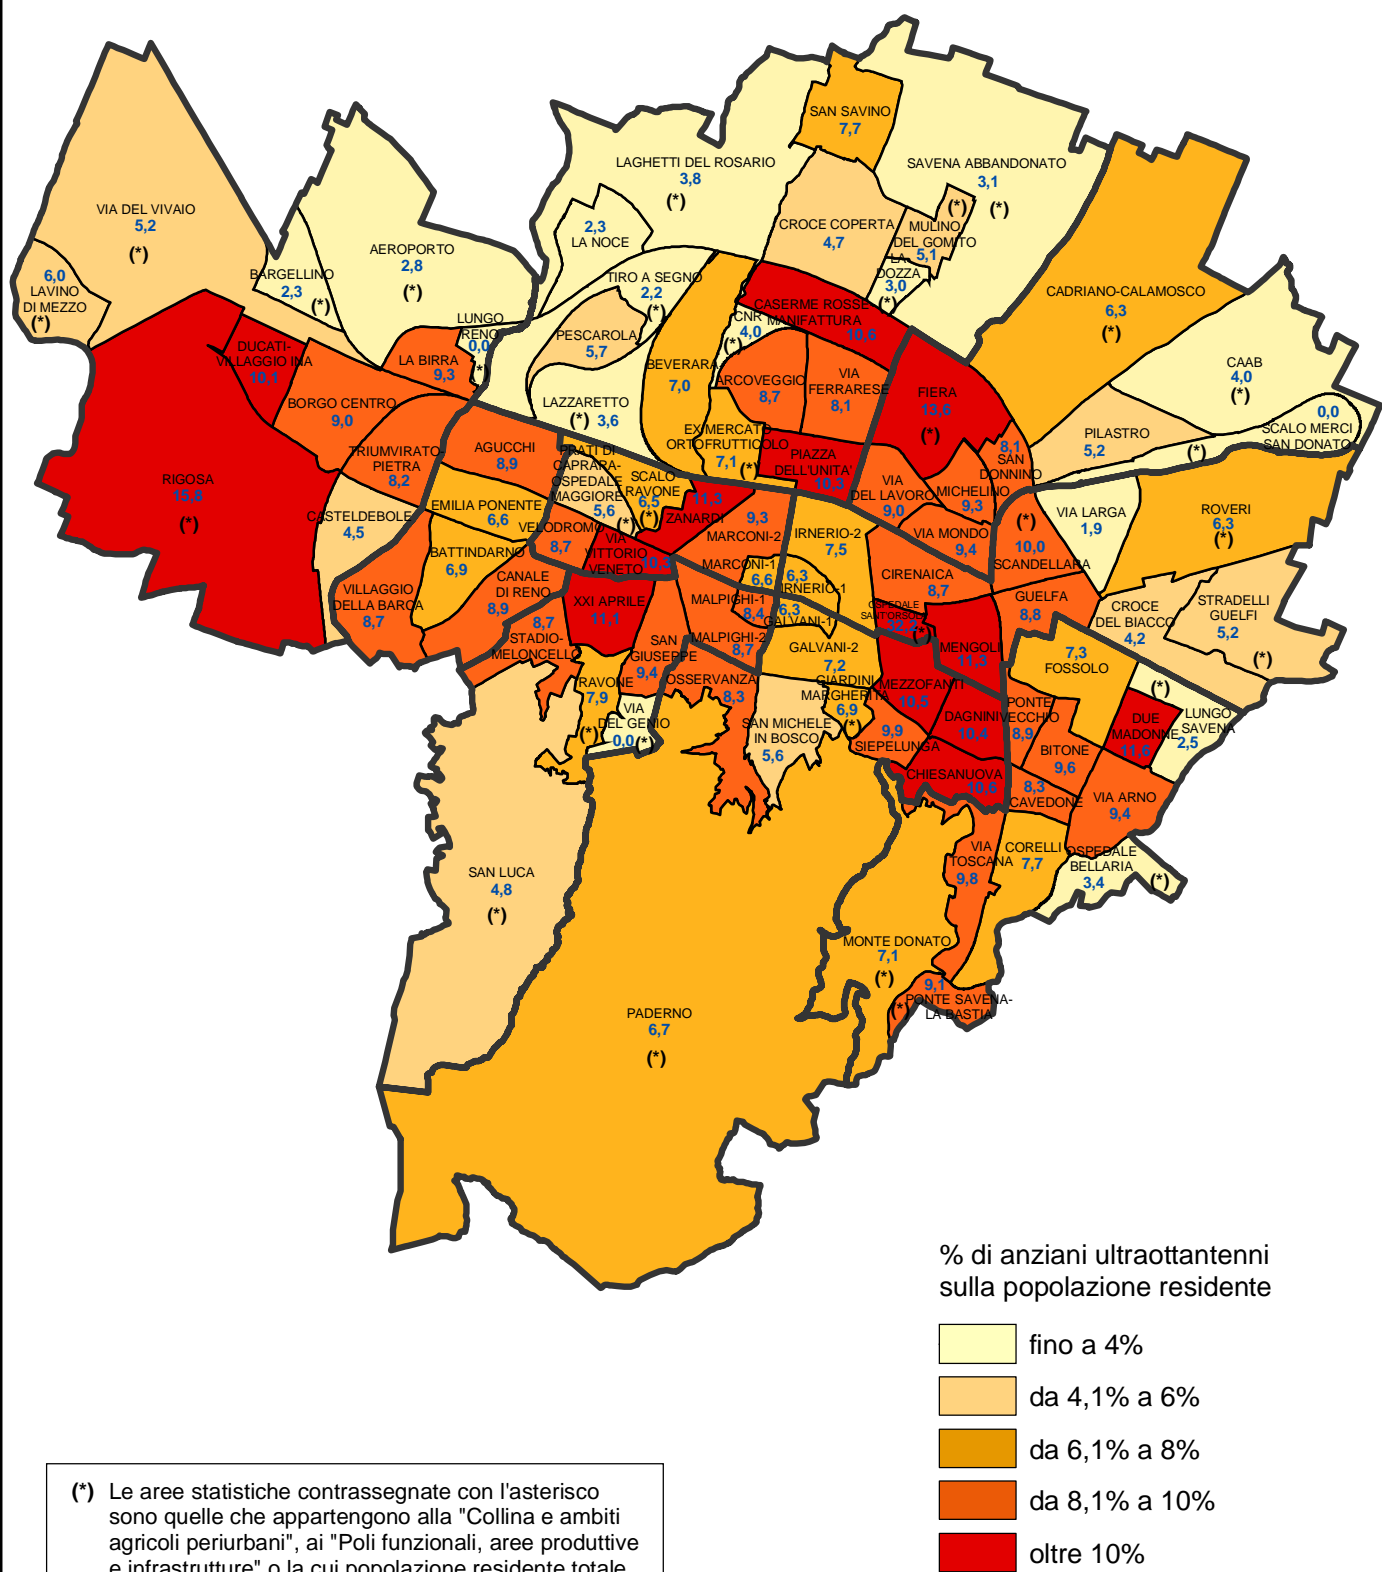 SAN SAVINO
7,7
LAGHETTI DEL ROSARIO
3,8
(*)
SAVENA ABBANDONATO
3,1
(*)
VIA DEL VIVAIO
5,2
(*)
2,3
LA NOCE
CROCE COPERTA
4,7
(*)
MULINO
DEL GOMITO
5,1
LA
DOZZA
3,0
(*)
AEROPORTO
2,8
(*)
BARGELLINO
2,3
(*)
6,0
LAVINO
DI MEZZO
(*)
TIRO A SEGNO
2,2
(*)
CADRIANO-CALAMOSCO
6,3
(*)
CASERME ROSSE
MANIFATTURA
10,6
CNR
4,0
(*)
LUNGO
RENO
0,0
(*)
PESCAROLA
5,7
DUCATI-
VILLAGGIO INA
10,1
LA BIRRA
9,3
BEVERARA
7,0
ARCOVEGGIO
8,7
VIA
FERRARESE
8,1
FIERA
13,6
(*)
CAAB
4,0
(*)
0,0
SCALO MERCI
SAN DONATO
(*)
BORGO CENTRO
9,0
LAZZARETTO
(*) 3,6
PILASTRO
5,2
EX MERCATO
ORTOFRUTTICOLO
7,1
(*)
TRIUMVIRATO-
PIETRA
8,2
AGUCCHI
8,9
PRATI DI
CAPRARA-
OSPEDALE
MAGGIORE
5,6
(*)
SCALO
RAVONE
6,5
(*)
PIAZZA
DELL'UNITA'
10,3
8,1
SAN
DONNINO
RIGOSA
15,8
(*)
VIA
DEL LAVORO
9,0
MICHELINO
9,3
11,3
ZANARDI
EMILIA PONENTE
6,6
CASTELDEBOLE
4,5
VELODROMO
8,7
9,3
MARCONI-2
IRNERIO-2
7,5
VIA MONDO
9,4
(*)
10,0
SCANDELLARA
VIA LARGA
1,9
ROVERI
6,3
(*)
VIA
VITTORIO
VENETO
10,3
BATTINDARNO
6,9
MARCONI-1
6,6
6,3
IRNERIO-1
CIRENAICA
8,7
CANALE
DI RENO
8,9
VILLAGGIO
DELLA BARCA
8,7
XXI APRILE
11,1
MALPIGHI-1
8,4
6,3
GALVANI-1
OSPEDALE
SANT'ORSOLA
(*)
GUELFA
8,8
CROCE
DEL BIACCO
4,2
STRADELLI
GUELFI
5,2
(*)
8,7
STADIO-
MELONCELLO
SAN
GIUSEPPE
9,4
MALPIGHI-2
8,7
GALVANI-2
7,2
MENGOLI
11,3
7,3
FOSSOLO
OSSERVANZA
8,3
RAVONE
7,9
(*)
GIARDINI
MARGHERITA
6,9
(*)
MEZZOFANTI
10,5
(*)
VIA
DEL GENIO
0,0
(*)
SAN MICHELE
IN BOSCO
5,6
9,9
SIEPELUNGA
DAGNINI
10,4
PONTE
VECCHIO
8,9
BITONE
9,6
DUE
MADONNE
11,6
LUNGO
SAVENA
2,5
CHIESANUOVA
10,6
8,3
CAVEDONE
VIA ARNO
9,4
SAN LUCA
4,8
(*)
VIA
TOSCANA
9,8
CORELLI
7,7
OSPEDALE
BELLARIA
3,4
(*)
MONTE DONATO
7,1
(*)
9,1
PONTE SAVENA-
LA BASTIA
(*)
PADERNO
6,7
(*)
% di anziani ultraottantenni
sulla popolazione residente
fino a 4%
da 4,1% a 6%
da 6,1% a 8%
da 8,1% a 10%
oltre 10%
(*) Le aree statistiche contrassegnate con l'asterisco
sono quelle che appartengono alla "Collina e ambiti
agricoli periurbani", ai "Poli funzionali, aree produttive
e infrastrutture" o la cui popolazione residente totale